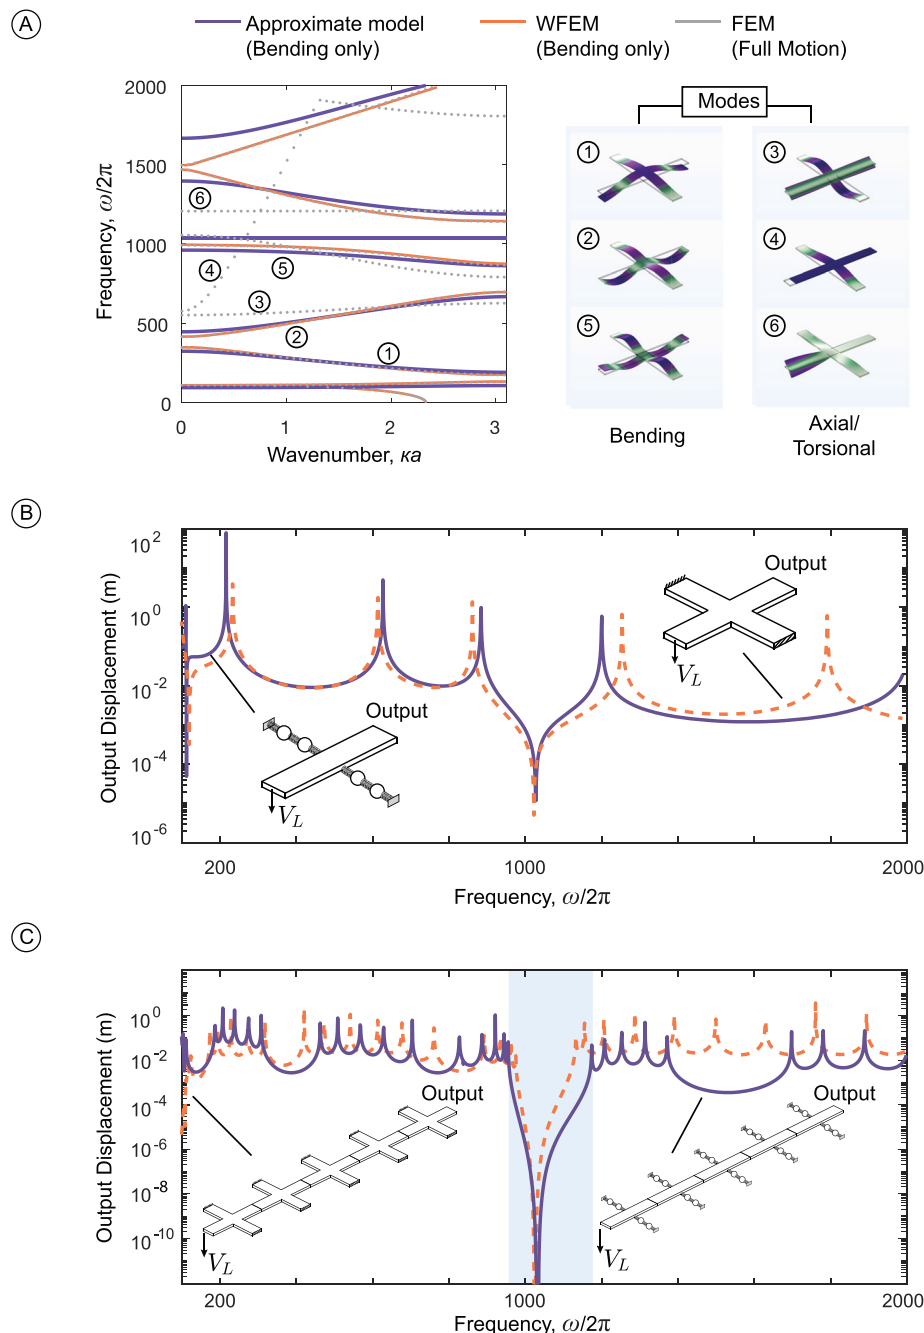 A
Approximate model
(Bending only)
WFEM
(Bending only)
FEM
(Full Motion)
2000
1500
1000
500
0
Frequency, ω/2π
0
1
2
3
Wavenumber, κa
6
4
5
3
2
1
Modes
1
2
5
Bending
3
4
6
Axial/
Torsional
B
Output Displacement (m)
10^2
10^0
10^-2
10^-4
10^-6
Output
V_L
Output
V_L
200
1000
2000
Frequency, ω/2π
C
Output Displacement (m)
10^0
10^-2
10^-4
10^-6
10^-8
10^-10
Output
V_L
Output
V_L
200
1000
2000
Frequency, ω/2π